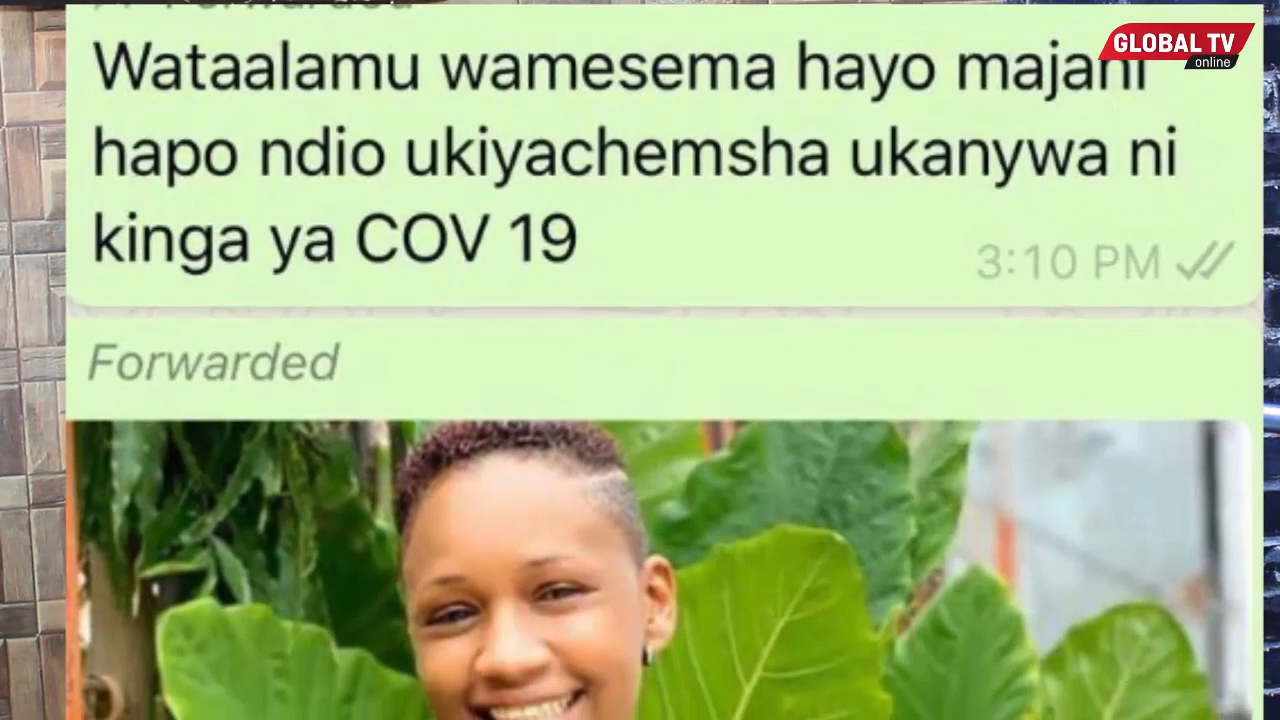 GLOBAL TV
online
Wataalamu wamesema hayo majani
hapo ndio ukiyachemsha ukanywa ni
kinga ya COV 19
3:10 PM
Forwarded